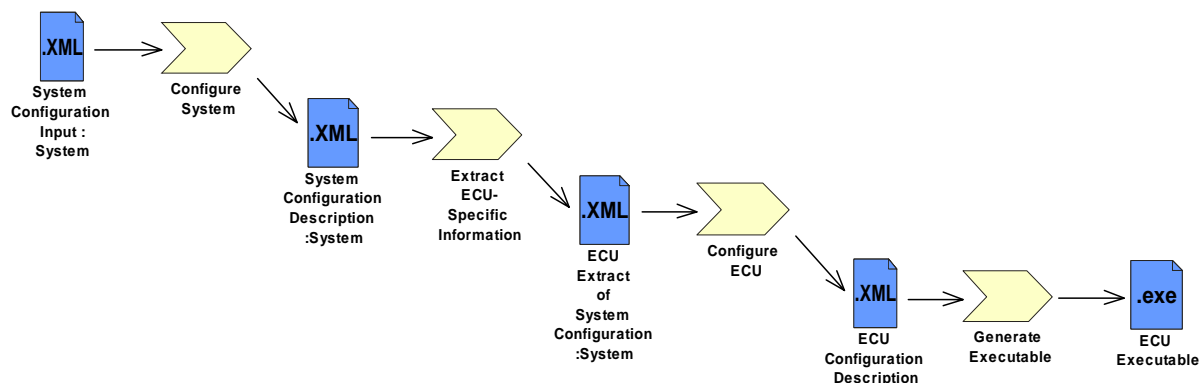 .XML
System
Configuration
Input :
System
Configure
System
.XML
System
Configuration
Description
:System
Extract
ECU-
Specific
Information
.XML
ECU
Extract
of
System
Configuration
:System
Configure
ECU
.XML
ECU
Configuration
Description
Generate
Executable
.exe
ECU
Executable